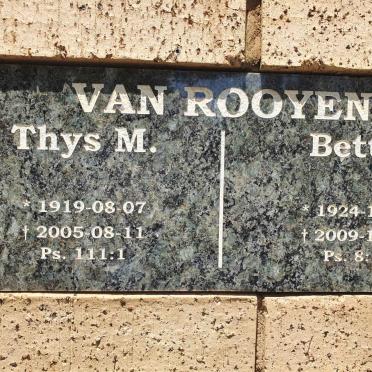 VAN ROOYEN
Thys M.
* 1919-08-07
† 2005-08-11
Ps. 111:1
Bett
* 1924-1
† 2009-1
Ps. 8: